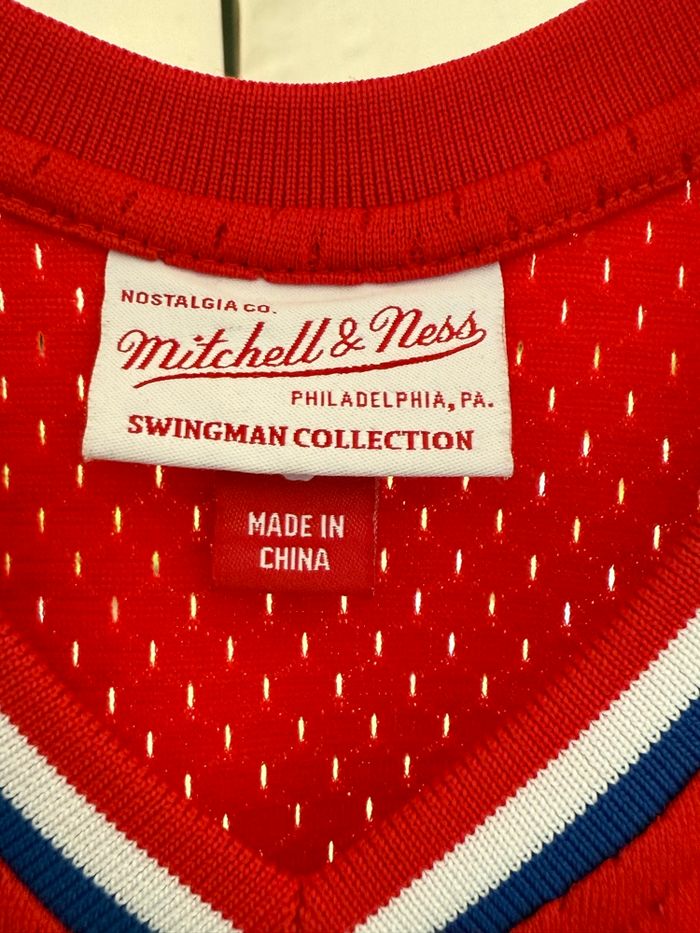 NOSTALGIA CO.
Mitchell & Ness
PHILADELPHIA, PA.
SWINGMAN COLLECTION
MADE IN
CHINA